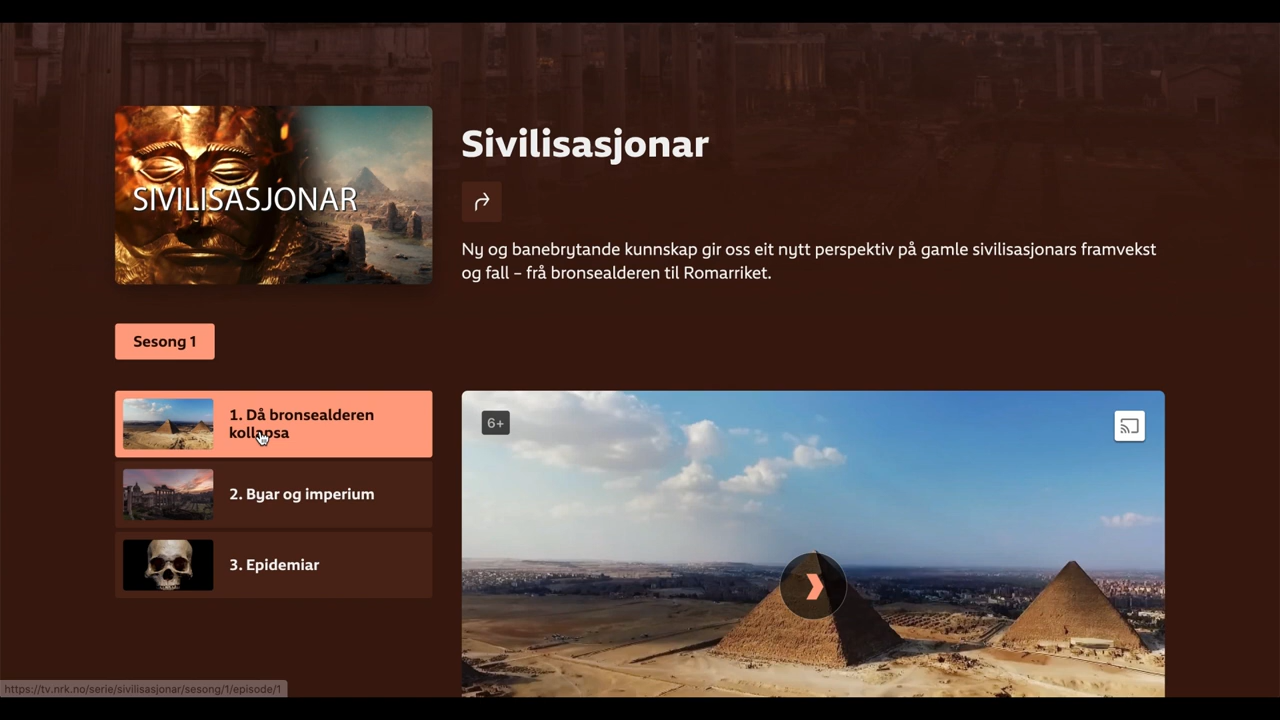 SIVILISASJONAR
Sivilisasjonar
Ny og banebrytande kunnskap gir oss eit nytt perspektiv på gamle sivilisasjonars framvekst
og fall – frå bronsealderen til Romarriket.
Sesong 1
1. Då bronsealderen
kollapsa
2. Byar og imperium
3. Epidemiar
6+
https://tv.nrk.no/serie/sivilisasjonar/sesong/1/episode/1